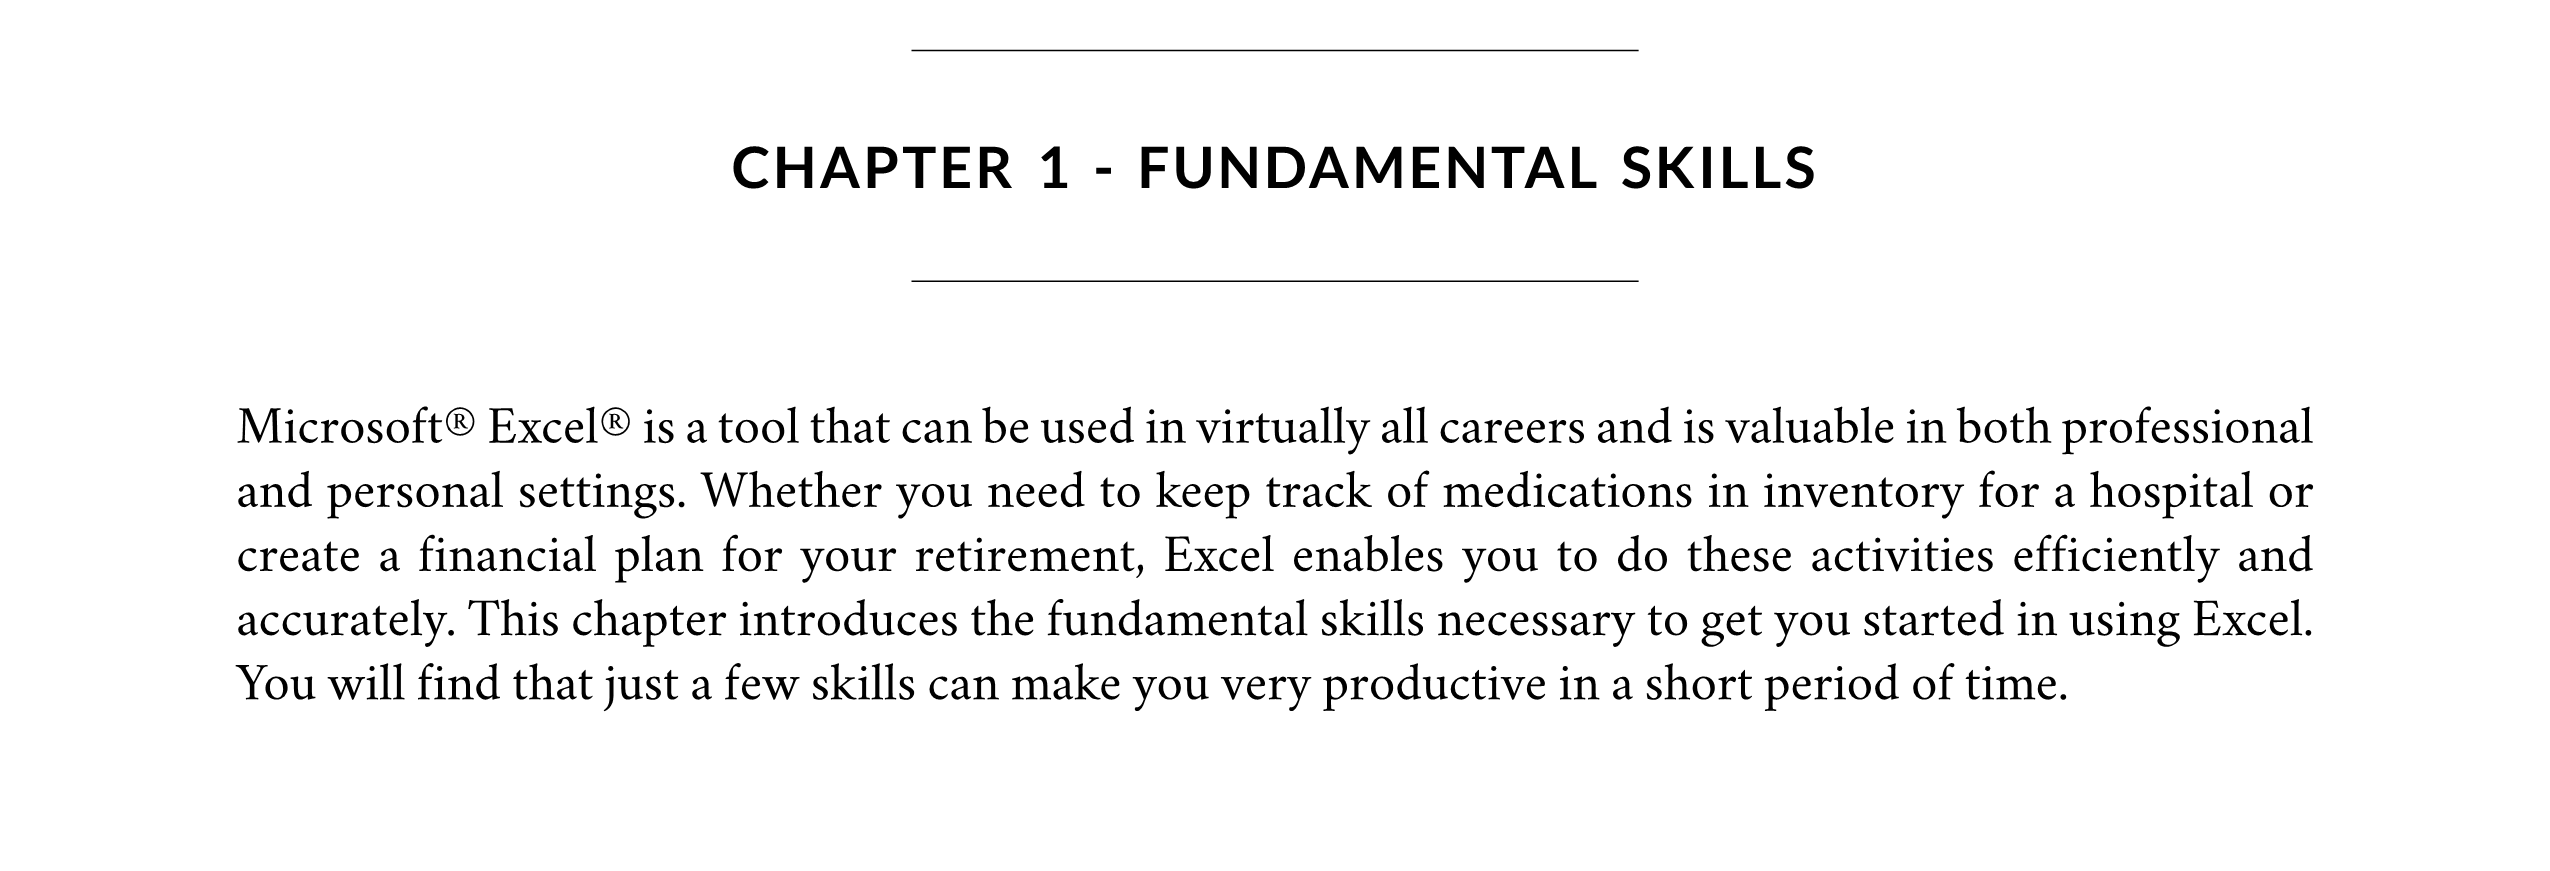 CHAPTER 1 - FUNDAMENTAL SKILLS
Microsoft® Excel® is a tool that can be used in virtually all careers and is valuable in both professional
and personal settings. Whether you need to keep track of medications in inventory for a hospital or
create a financial plan for your retirement, Excel enables you to do these activities efficiently and
accurately. This chapter introduces the fundamental skills necessary to get you started in using Excel.
You will find that just a few skills can make you very productive in a short period of time.